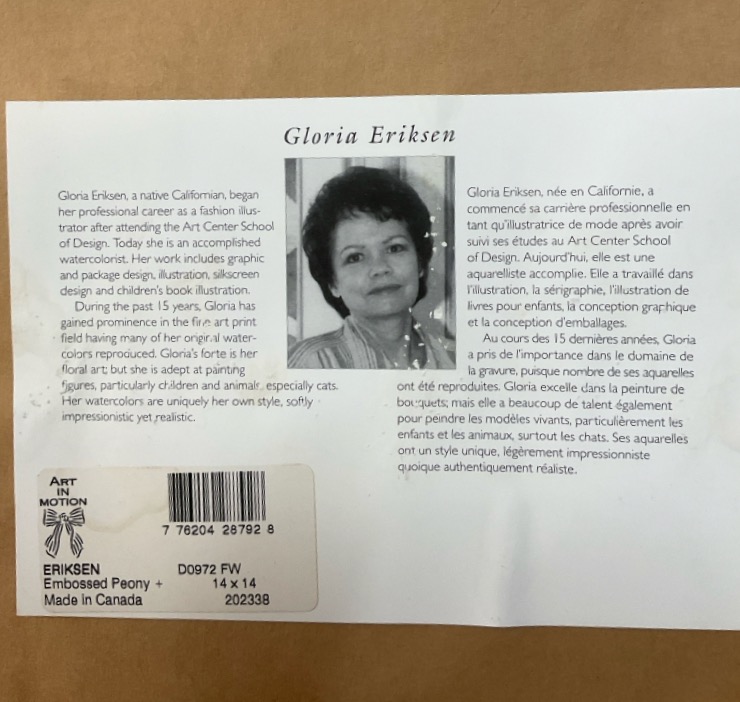 Gloria Eriksen
Gloria Eriksen, a native Californian, began
her professional career as a fashion illus-
trator after attending the Art Center School
of Design. Today she is an accomplished
watercolorist. Her work includes graphic
and package design, illustration, silkscreen
design and children's book illustration.
During the past 15 years, Gloria has
gained prominence in the fine art print
field having many of her original water-
colors reproduced. Gloria's forte is her
floral art; but she is adept at painting
figures, particularly children and animals, especially cats.
Her watercolors are uniquely her own style, softly
impressionistic yet realistic.
Gloria Eriksen, née en Californie, a
commencé sa carrière professionnelle en
tant qu'illustratrice de mode après avoir
suivi ses études au Art Center School
of Design. Aujourd'hui, elle est une
aquarelliste accomplie. Elle a travaillé dans
l'illustration, la sérigraphie, l'illustration de
livres pour enfants, la conception graphique
et la conception d'emballages.
Au cours des 15 dernières années, Gloria
a pris de l'importance dans le dumaine de
la gravure, puisque nombre de ses aquarelles
ont été reproduites. Gloria excelle dans la peinture de
bouquets; mais elle a beaucoup de talent également
pour peindre les modèles vivants, particulièrement les
enfants et les animaux, surtout les chats. Ses aquarelles
ont un style unique, légèrement impressionniste
quoique authentiquement réaliste.
ART
IN
MOTION
7 76204 28792 8
ERIKSEN D0972 FW
Embossed Peony + 14 x 14
Made In Canada 202338